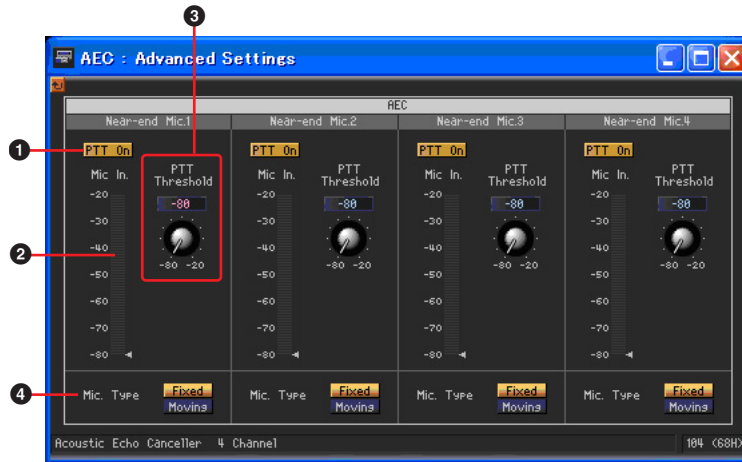 3
AEC : Advanced Settings
AEC
Near-end Mic.1 Near-end Mic.2 Near-end Mic.3 Near-end Mic.4
1 PTT On PTT On PTT On PTT On
Mic In. PTT Threshold Mic In. PTT Threshold Mic In. PTT Threshold Mic In. PTT Threshold
-20 -80 -20 -80 -20 -80 -20 -80
-30 -30 -30 -30
2 -40 -80 -20 -40 -80 -20 -40 -80 -20 -40 -80 -20
-50 -50 -50 -50
-60 -60 -60 -60
-70 -70 -70 -70
-80 -80 -80 -80
4 Mic. Type Fixed Mic. Type Fixed Mic. Type Fixed Mic. Type Fixed
Moving Moving Moving Moving
Acoustic Echo Canceller 4 Channel 104 (68H)